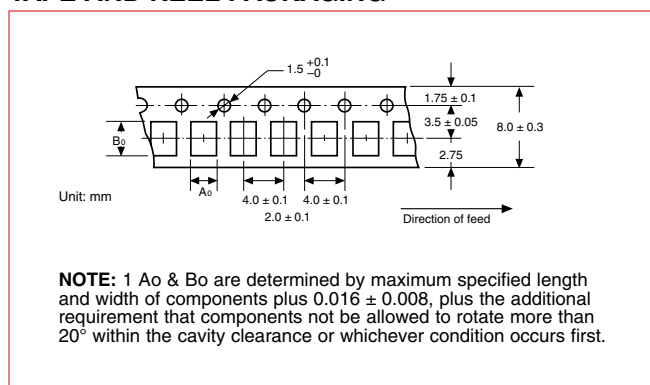 1.5 +0.1 –0
1.75 ± 0.1
3.5 ± 0.05
8.0 ± 0.3
B0
2.75
Unit: mm
A0
4.0 ± 0.1
4.0 ± 0.1
2.0 ± 0.1
Direction of feed
NOTE: 1 Ao & Bo are determined by maximum specified length
and width of components plus 0.016 ± 0.008, plus the additional
requirement that components not be allowed to rotate more than
20° within the cavity clearance or whichever condition occurs first.